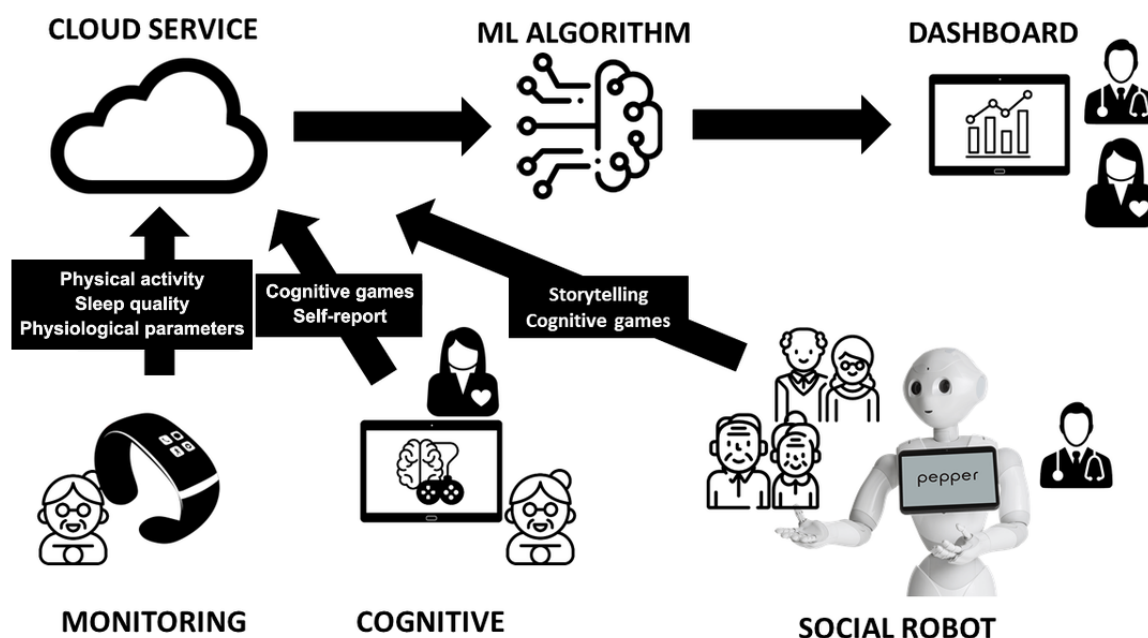 CLOUD SERVICE
ML ALGORITHM
DASHBOARD
Physical activity
Sleep quality
Physiological parameters
Cognitive games
Self-report
Storytelling
Cognitive games
pepper
MONITORING
COGNITIVE
SOCIAL ROBOT